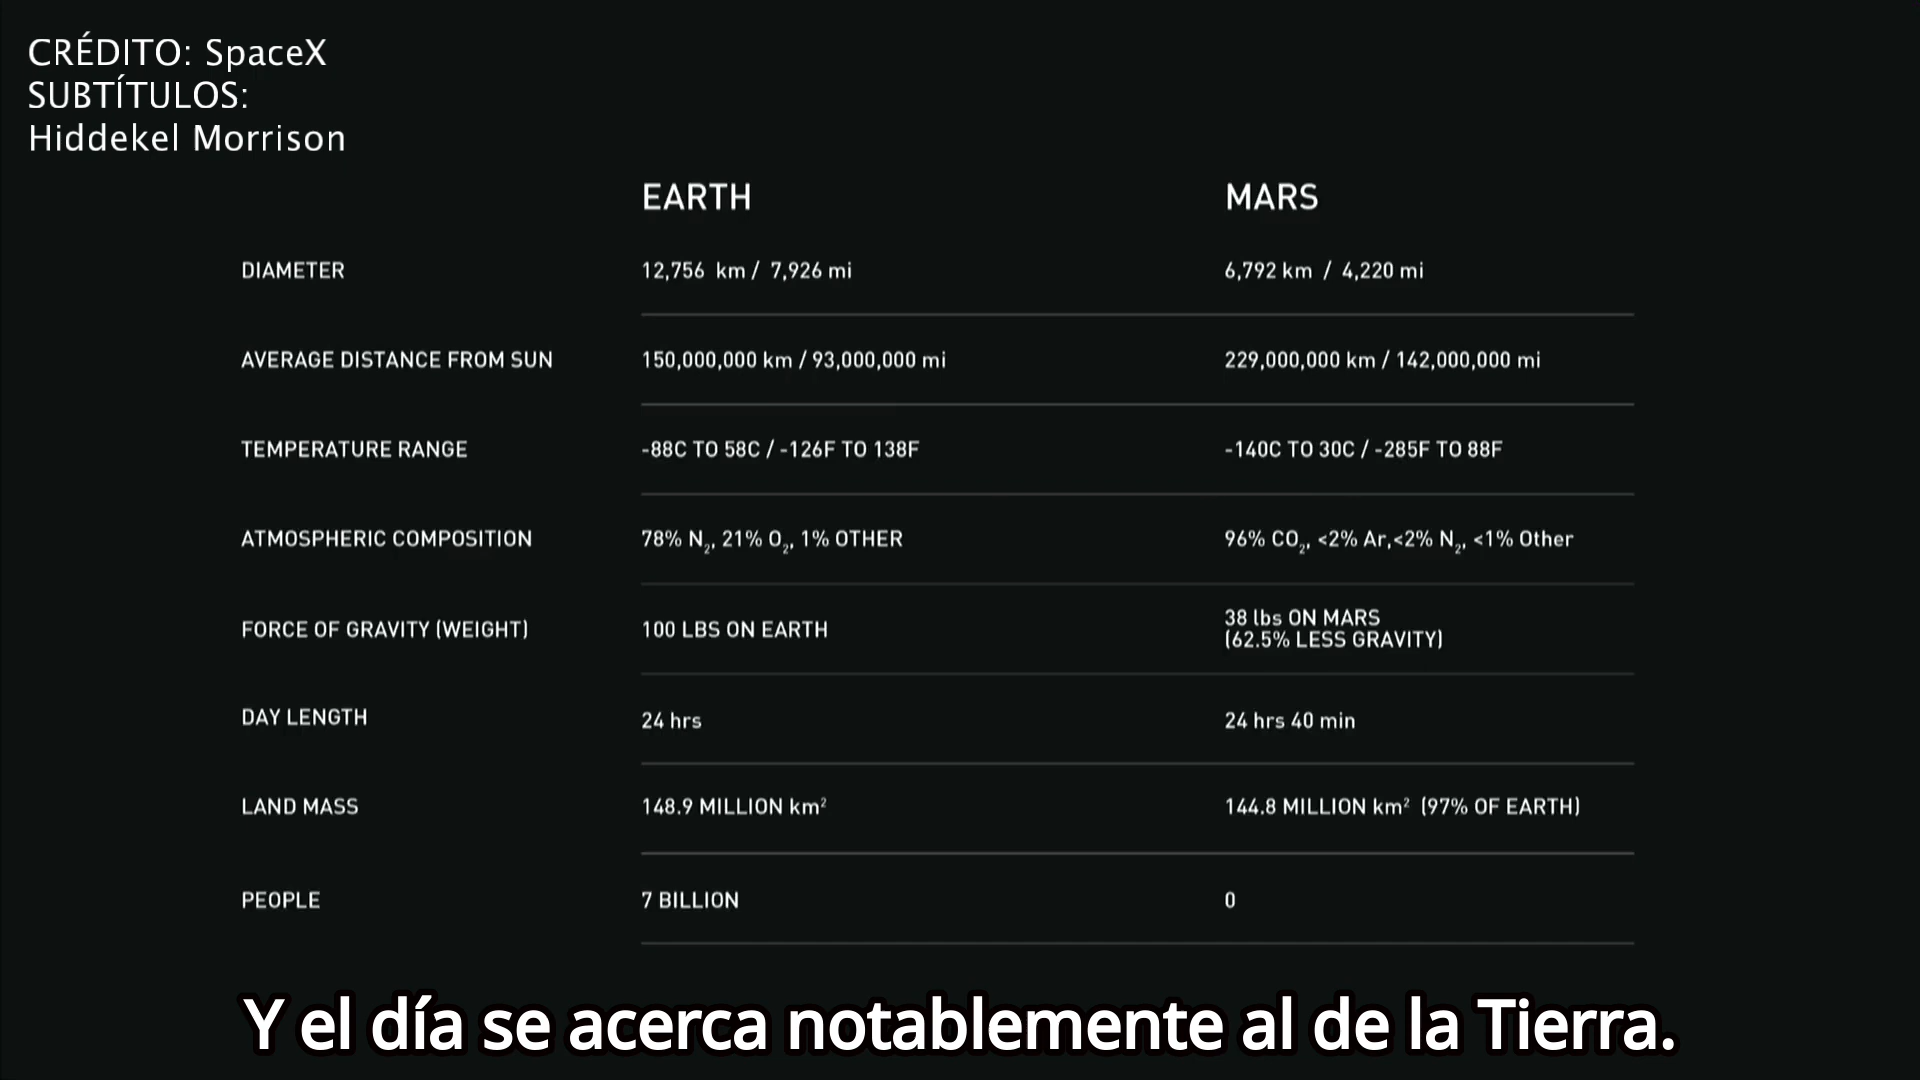 CRÉDITO: SpaceX
SUBTÍTULOS:
Hiddekel Morrison
EARTH MARS
DIAMETER 12,756 km / 7,926 mi 6,792 km / 4,220 mi
AVERAGE DISTANCE FROM SUN 150,000,000 km / 93,000,000 mi 229,000,000 km / 142,000,000 mi
TEMPERATURE RANGE -88C TO 58C / -126F TO 138F -140C TO 30C / -285F TO 88F
ATMOSPHERIC COMPOSITION 78% N₂, 21% O₂, 1% OTHER 96% CO₂, <2% Ar,<2% N₂, <1% Other
FORCE OF GRAVITY (WEIGHT) 100 LBS ON EARTH 38 lbs ON MARS
(62.5% LESS GRAVITY)
DAY LENGTH 24 hrs 24 hrs 40 min
LAND MASS 148.9 MILLION km² 144.8 MILLION km² (97% OF EARTH)
PEOPLE 7 BILLION 0
Y el día se acerca notablemente al de la Tierra.